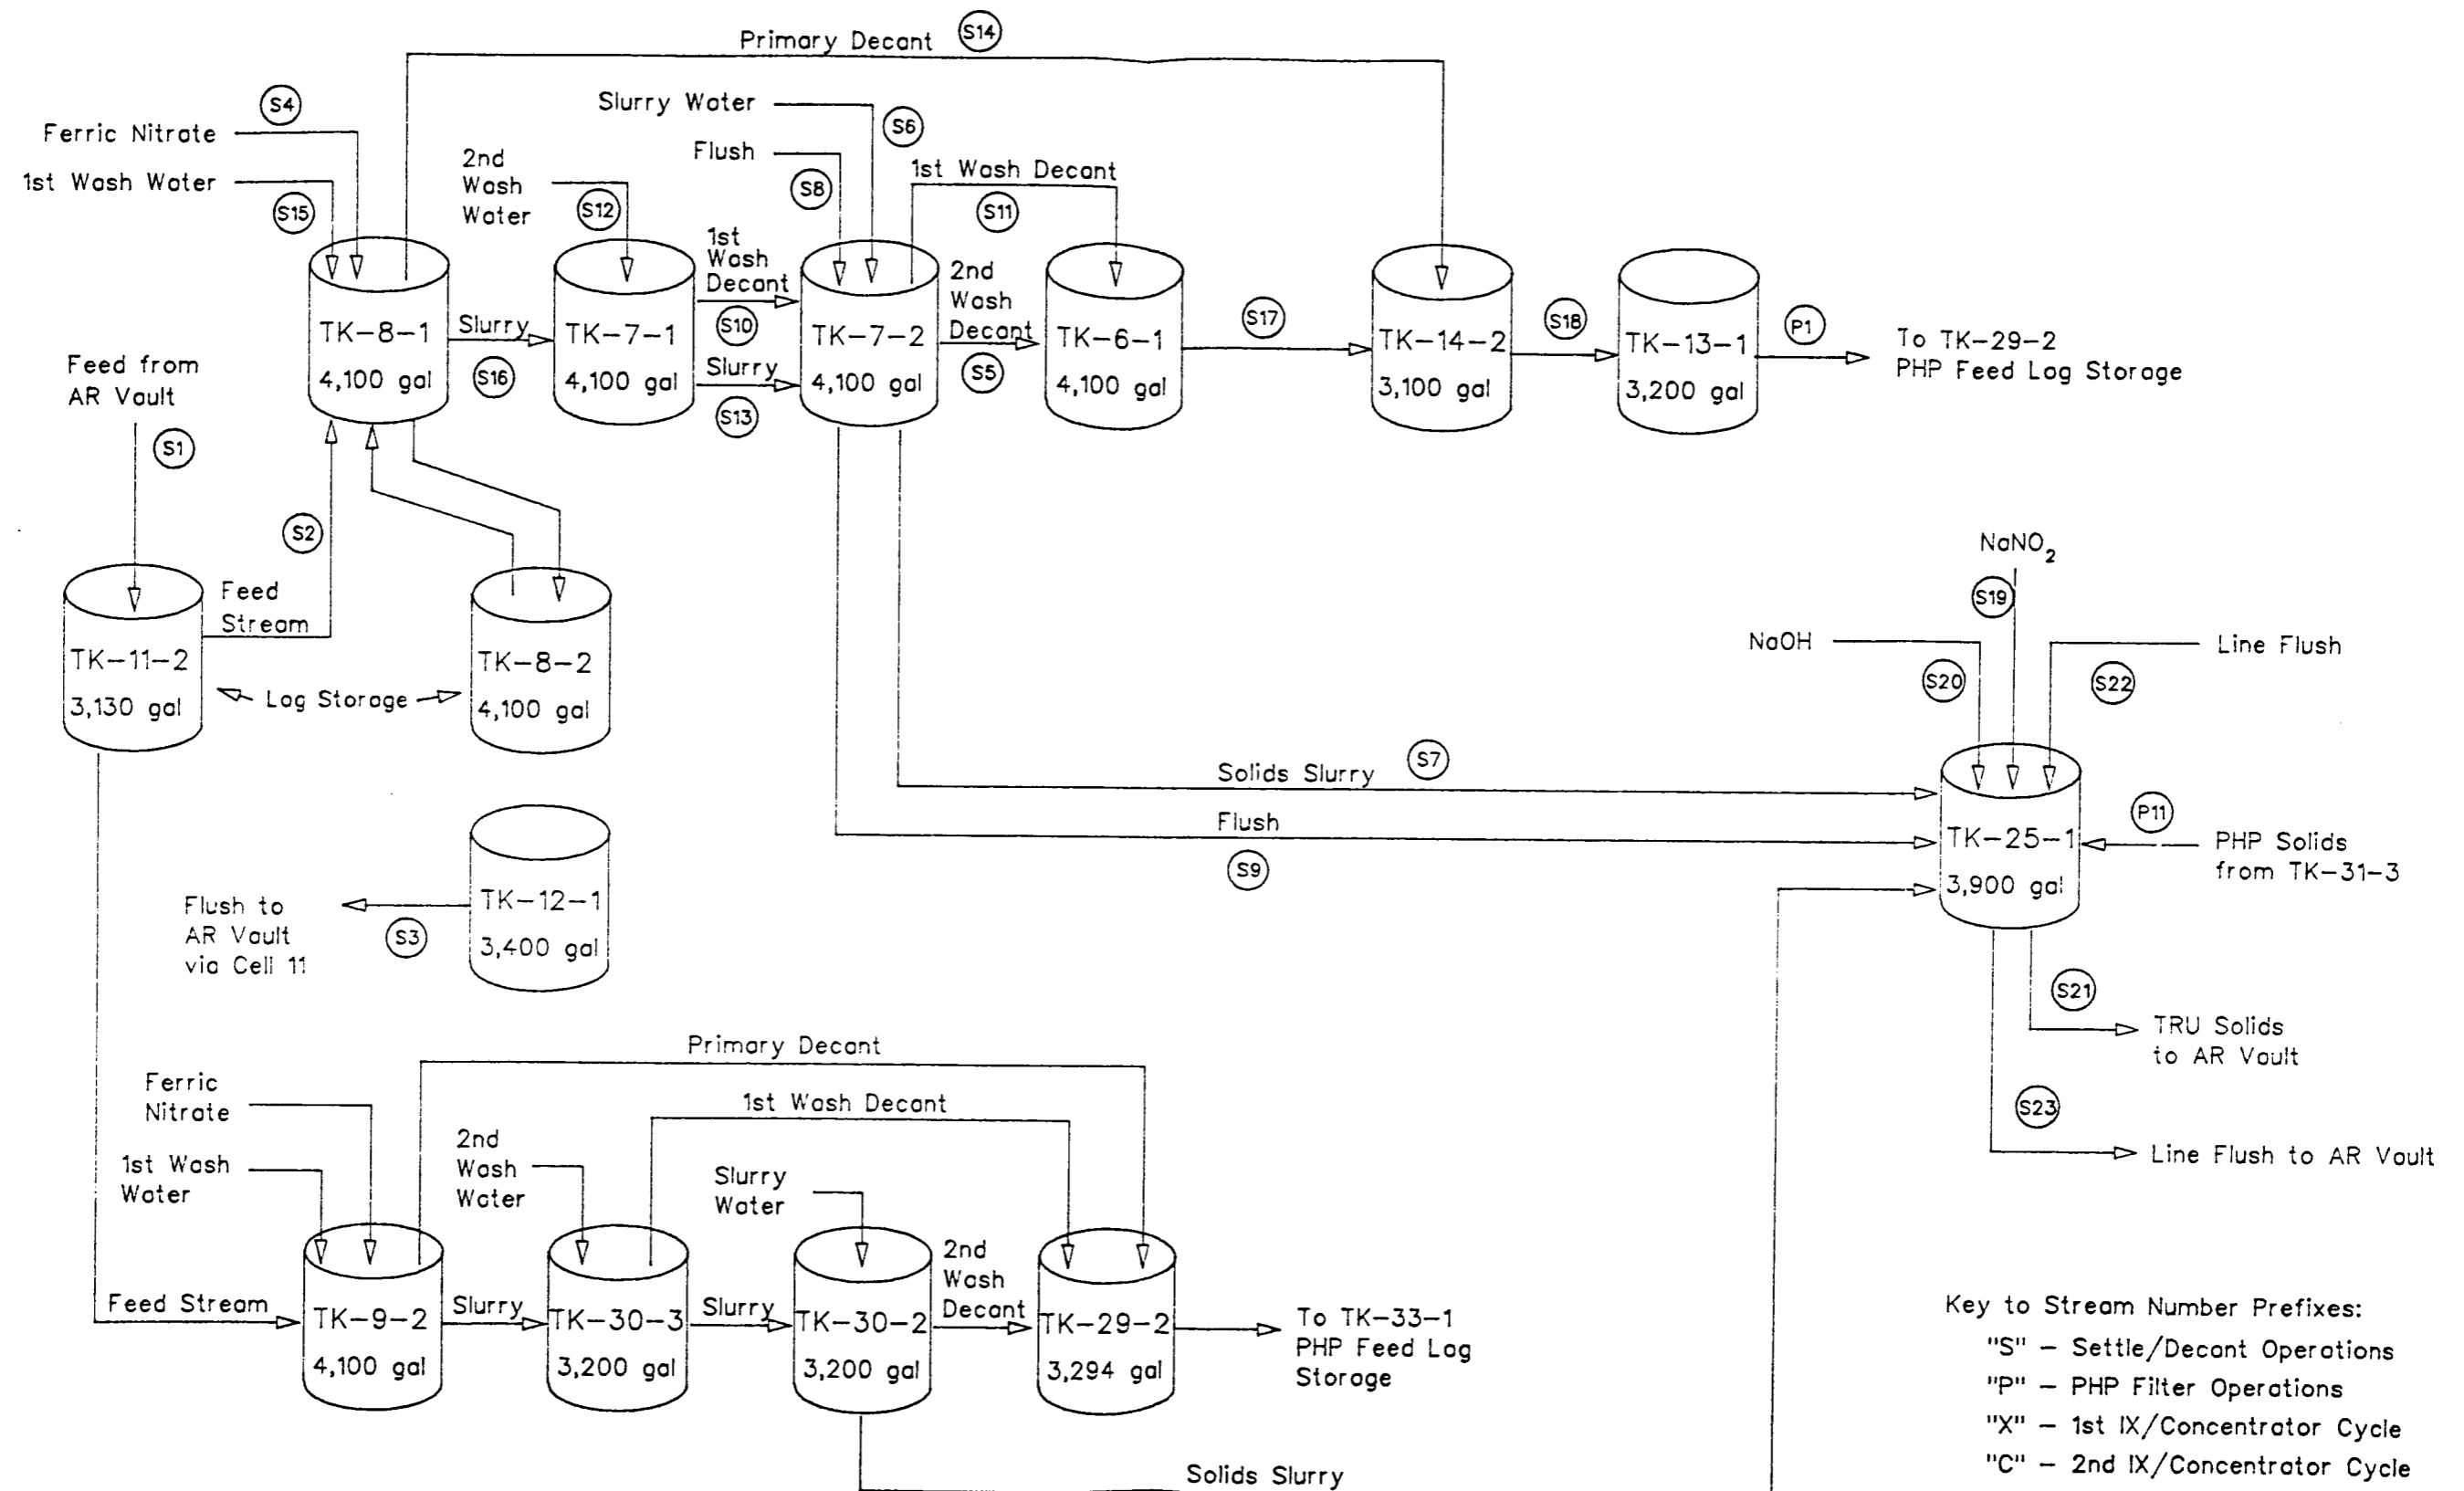 Primary Decant
S14
S4
Ferric Nitrate
1st Wash Water
S15
2nd
Wash
Water
S12
Slurry Water
S6
Flush
S8
1st Wash Decant
S11
1st
Wash
Decant
S10
2nd
Wash
Decant
S5
TK-8-1
4,100 gal
Slurry
S16
TK-7-1
4,100 gal
Slurry
S13
TK-7-2
4,100 gal
TK-6-1
4,100 gal
S17
TK-14-2
3,100 gal
S18
TK-13-1
3,200 gal
P1
To TK-29-2
PHP Feed Lag Storage
Feed from
AR Vault
S1
S2
Feed
Stream
TK-11-2
3,130 gal
Lag Storage
TK-8-2
4,100 gal
NaNO2
S19
NaOH
S20
Line Flush
S22
Solids Slurry
S7
Flush
S9
TK-25-1
3,900 gal
P11
PHP Solids
from TK-31-3
TK-12-1
3,400 gal
Flush to
AR Vault
via Cell 11
S3
S21
TRU Solids
to AR Vault
S23
Line Flush to AR Vault
Primary Decant
1st Wash Decant
Ferric
Nitrate
1st Wash
Water
2nd
Wash
Water
Slurry
Water
2nd
Wash
Decant
Feed Stream
TK-9-2
4,100 gal
Slurry
TK-30-3
3,200 gal
Slurry
TK-30-2
3,200 gal
TK-29-2
3,294 gal
To TK-33-1
PHP Feed Lag
Storage
Solids Slurry
Key to Stream Number Prefixes:
"S" - Settle/Decant Operations
"P" - PHP Filter Operations
"X" - 1st IX/Concentrator Cycle
"C" - 2nd IX/Concentrator Cycle